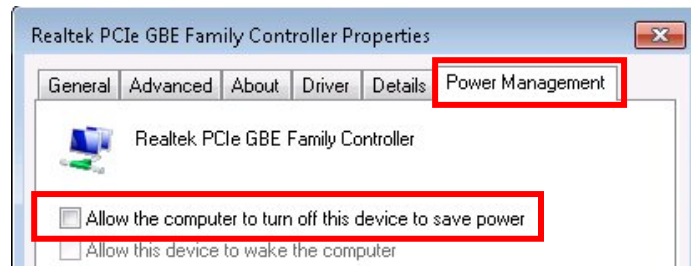 Realtek PCIe GBE Family Controller Properties
General Advanced About Driver Details Power Management
Realtek PCIe GBE Family Controller
Allow the computer to turn off this device to save power
Allow this device to wake the computer